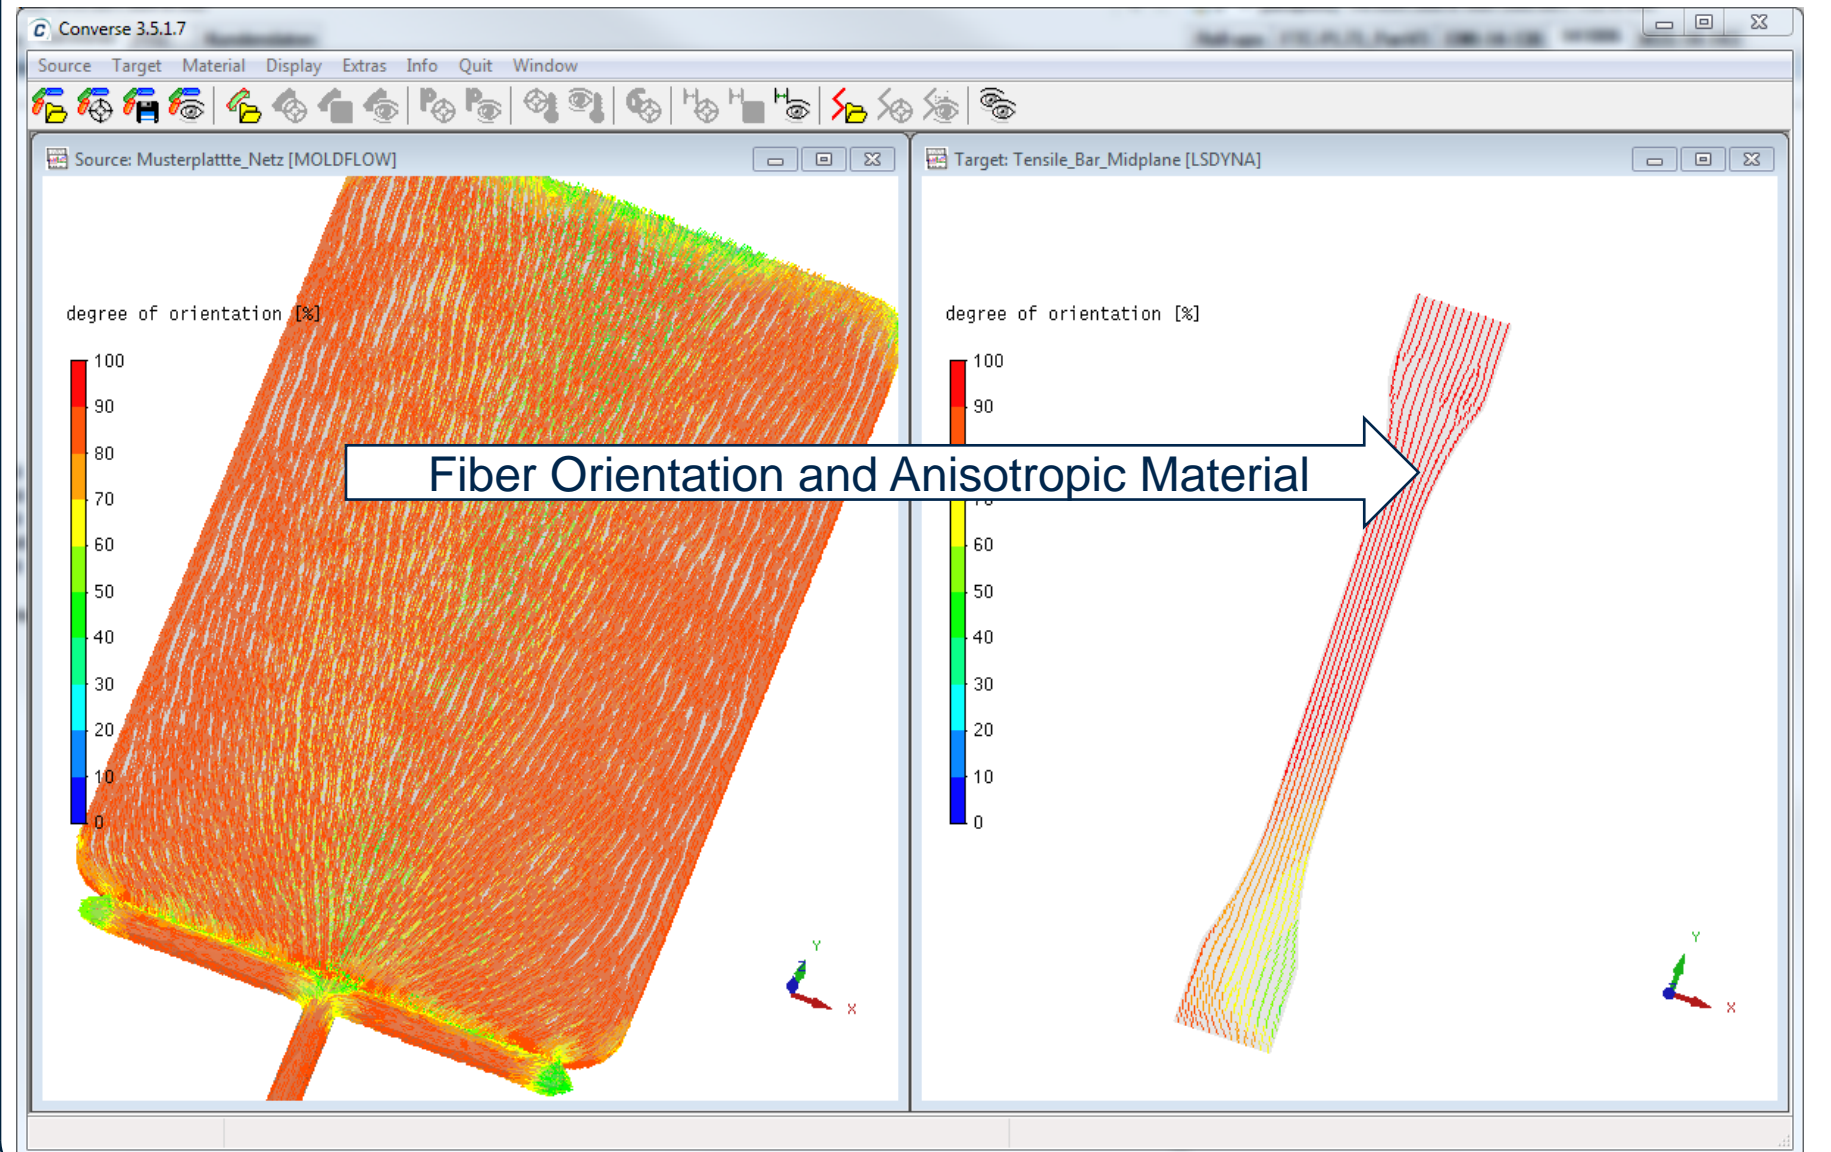 Converse 3.5.1.7
Source Target Material Display Extras Info Quit Window
Source: Musterplattte_Netz [MOLDFLOW]
degree of orientation [%]
100
90
80
70
60
50
40
30
20
10
0
Y
Z
X
Target: Tensile_Bar_Midplane [LSDYNA]
degree of orientation [%]
100
90
60
50
40
30
20
10
0
Y
X
Fiber Orientation and Anisotropic Material